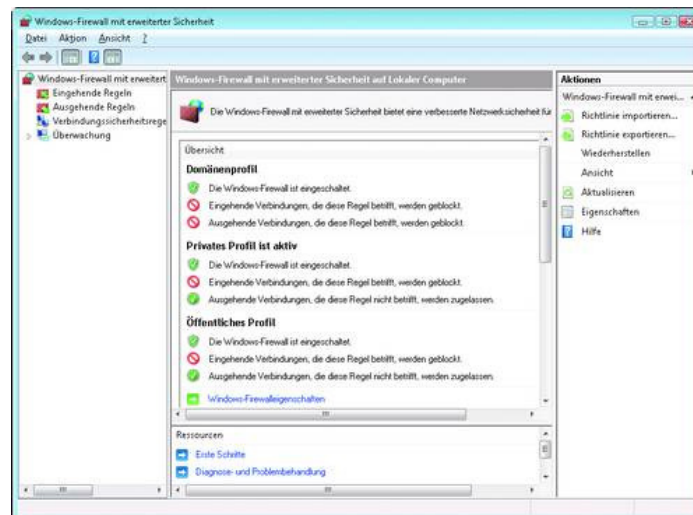 Windows-Firewall mit erweiterter Sicherheit
Datei Aktion Ansicht ?
Windows-Firewall mit erweitert
Eingehende Regeln
Ausgehende Regeln
Verbindungssicherheitsrege
Überwachung
Windows-Firewall mit erweiterter Sicherheit auf Lokaler Computer
Die Windows-Firewall mit erweiterter Sicherheit bietet eine verbesserte Netzwerksicherheit für
Übersicht
Domänenprofil
Die Windows-Firewall ist eingeschaltet.
Eingehende Verbindungen, die diese Regel betrifft, werden geblockt.
Ausgehende Verbindungen, die diese Regel betrifft, werden geblockt.
Privates Profil ist aktiv
Die Windows-Firewall ist eingeschaltet.
Eingehende Verbindungen, die diese Regel betrifft, werden geblockt.
Ausgehende Verbindungen, die diese Regel nicht betrifft, werden zugelassen.
Öffentliches Profil
Die Windows-Firewall ist eingeschaltet.
Eingehende Verbindungen, die diese Regel betrifft, werden geblockt.
Ausgehende Verbindungen, die diese Regel nicht betrifft, werden zugelassen.
Windows-Firewalleigenschaften
Ressourcen
Erste Schritte
Diagnose- und Problembehandlung
Aktionen
Windows-Firewall mit erwei...
Richtlinie importieren...
Richtlinie exportieren...
Wiederherstellen
Ansicht
Aktualisieren
Eigenschaften
Hilfe